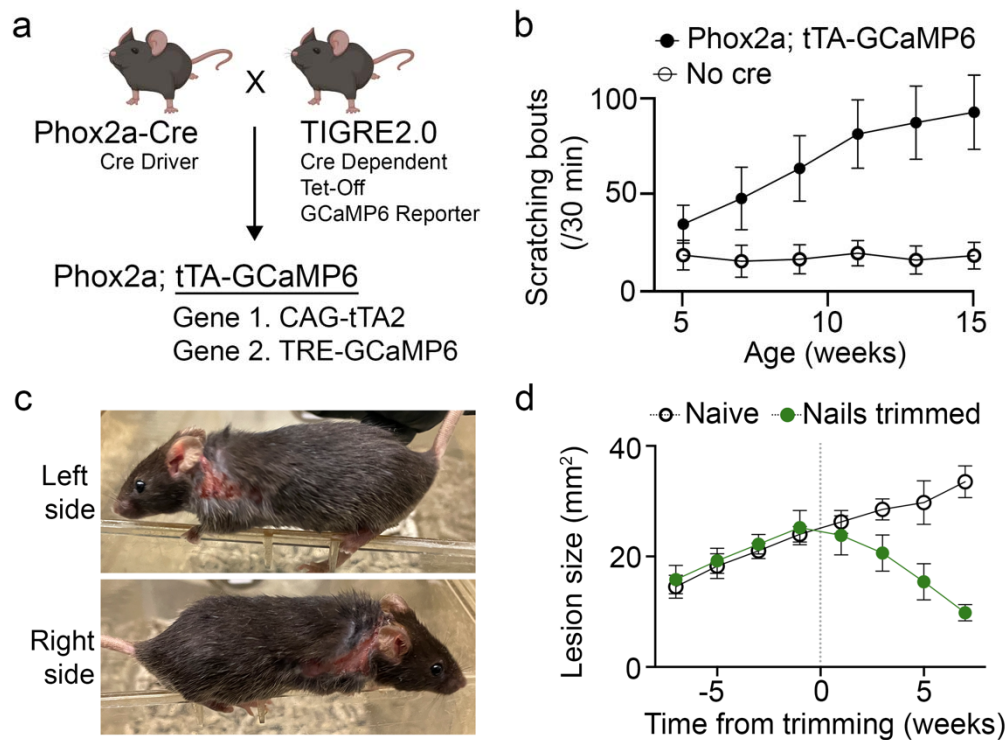 a
X
Phox2a-Cre
Cre Driver
TIGRE2.0
Cre Dependent
Tet-Off
GCaMP6 Reporter
Phox2a; tTA-GCaMP6
Gene 1. CAG-tTA2
Gene 2. TRE-GCaMP6
b
Phox2a; tTA-GCaMP6
No cre
Scratching bouts
(/30 min)
100
50
0
5
10
15
Age (weeks)
c
Left
side
Right
side
d
Naive
Nails trimmed
Lesion size (mm²)
40
20
0
-5
0
5
Time from trimming (weeks)